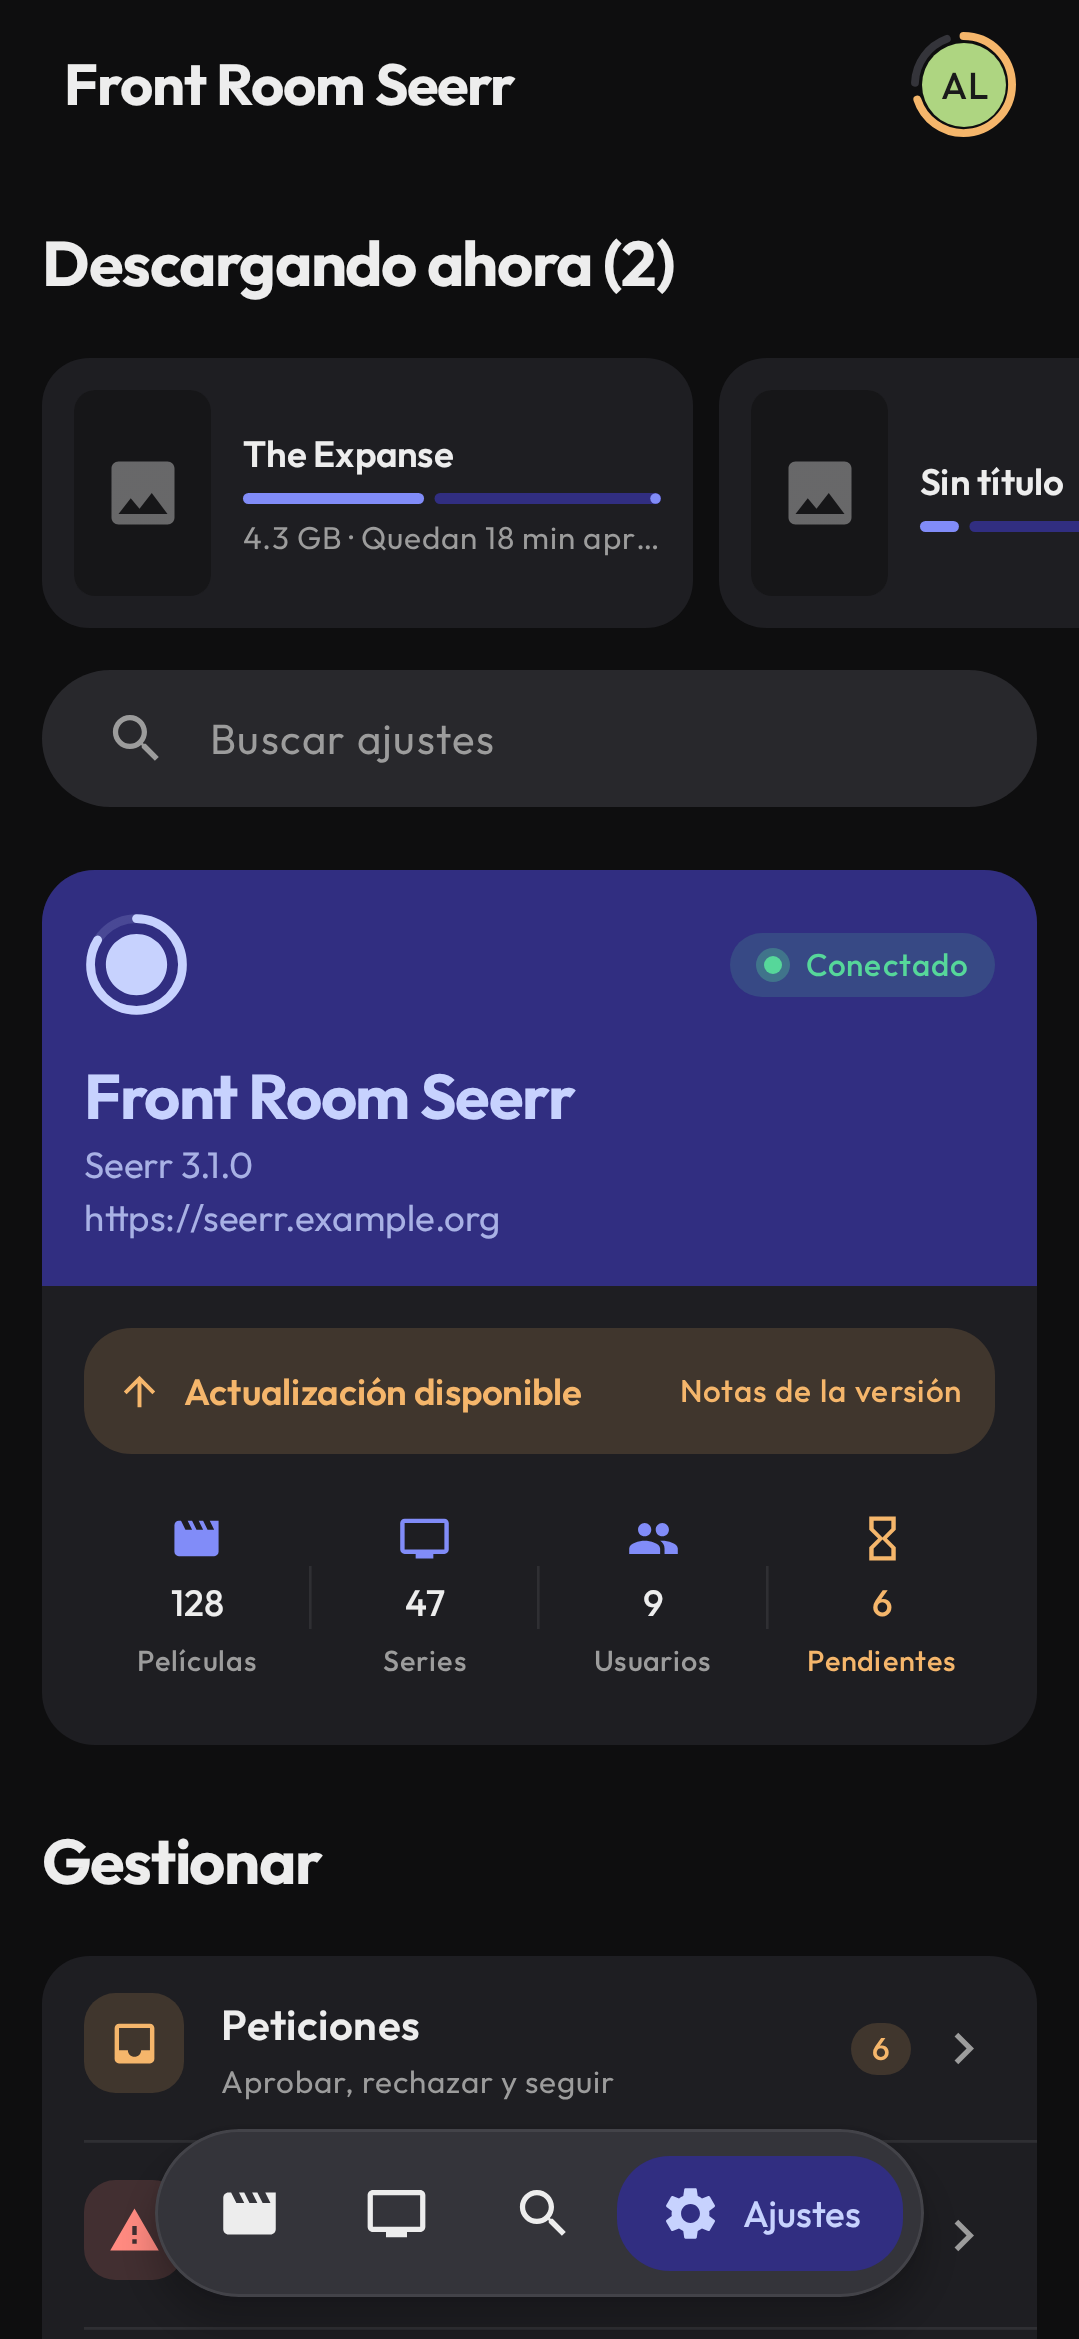 Front Room Seerr
AL
Descargando ahora (2)
The Expanse
4.3 GB · Quedan 18 min apr…
Sin título
Buscar ajustes
Conectado
Front Room Seerr
Seerr 3.1.0
https://seerr.example.org
Actualización disponible
Notas de la versión
128
Películas
47
Series
9
Usuarios
6
Pendientes
Gestionar
Peticiones
Aprobar, rechazar y seguir
6
Ajustes